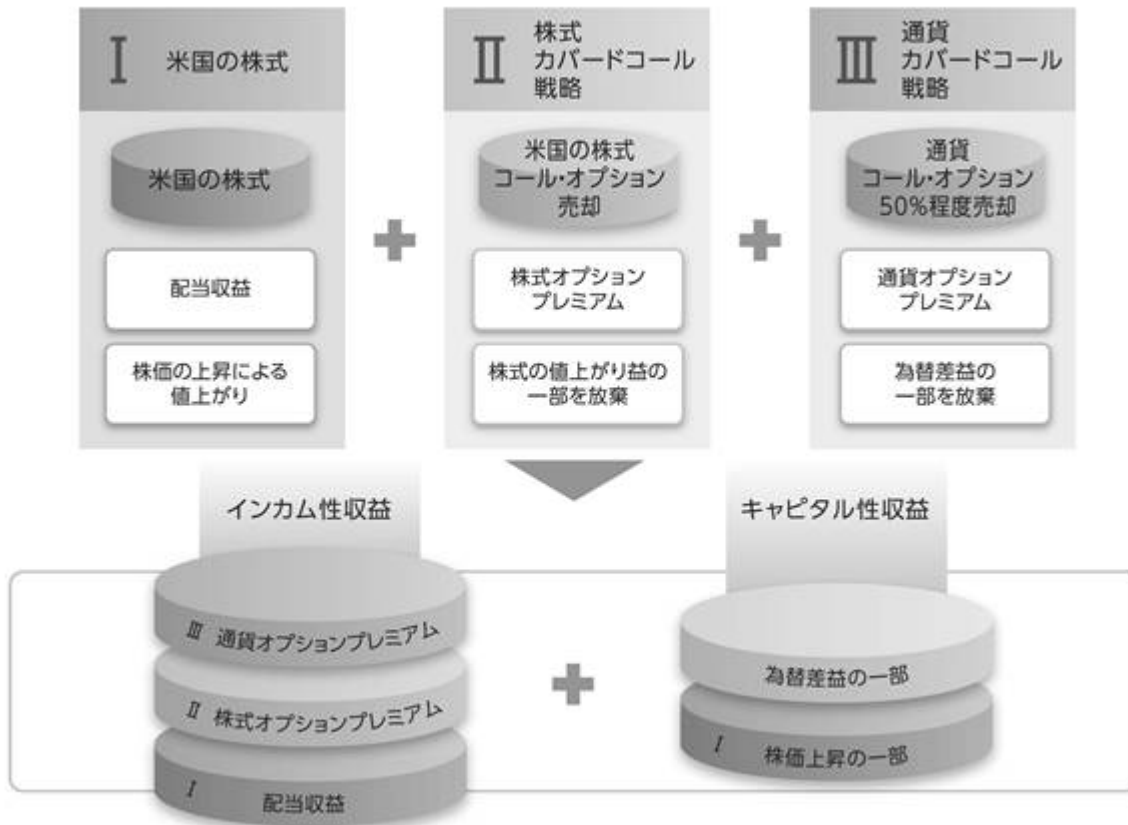 I
米国の株式
II
株式
カバードコール
戦略
III
通貨
カバードコール
戦略
米国の株式
配当収益
株価の上昇による
値上がり
米国の株式
コール・オプション
売却
株式オプション
プレミアム
株式の値上がり益の
一部を放棄
通貨
コール・オプション
50%程度売却
通貨オプション
プレミアム
為替差益の
一部を放棄
インカム性収益
III 通貨オプションプレミアム
II 株式オプションプレミアム
I 配当収益
キャピタル性収益
為替差益の一部
I 株価上昇の一部